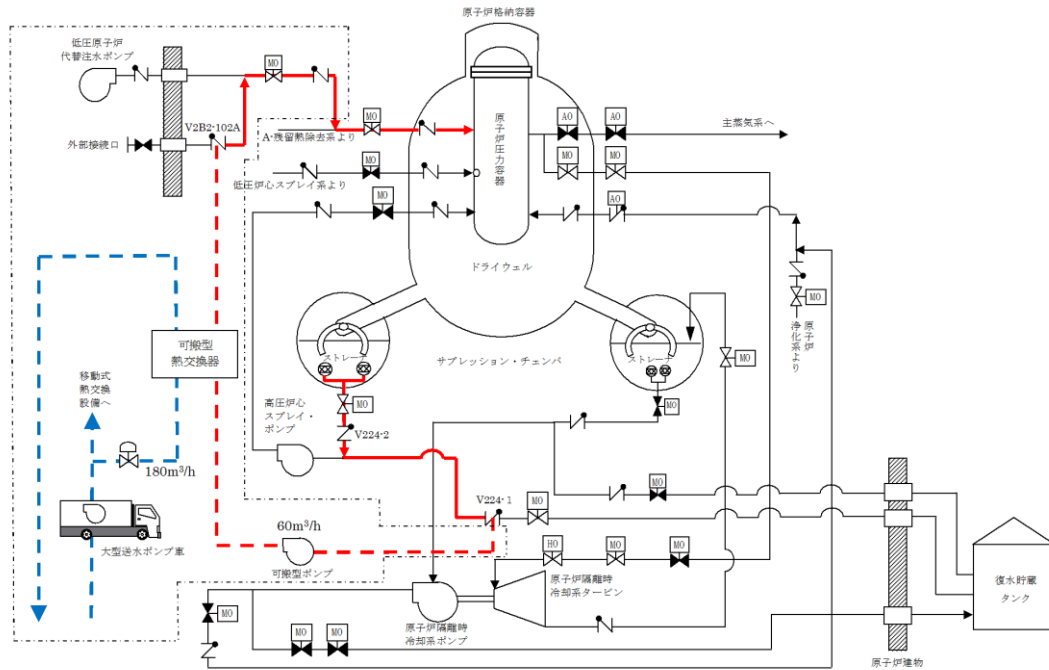 原子炉格納容器
低圧原子炉
代替注水ポンプ
MO
V2B2-102A
外部接続口
MO
A-残留熱除去系より
原子炉圧力容器
AO
AO
主蒸気系へ
MO
MO
MO
低圧炉心スプレイ系より
MO
AO
ドライウェル
MO
原子炉
浄化系より
可搬型
熱交換器
ストレーナ
サプレッション・チェンバ
ストレーナ
MO
移動式
熱交換
設備へ
高圧炉心
スプレイ・
ポンプ
MO
MO
V224-2
180m³/h
V224-1
MO
MO
60m³/h
大型送水ポンプ車
可搬型ポンプ
HO
MO
MO
原子炉隔離時
冷却系タービン
復水貯蔵
タンク
MO
原子炉隔離時
冷却系ポンプ
MO
MO
原子炉建物